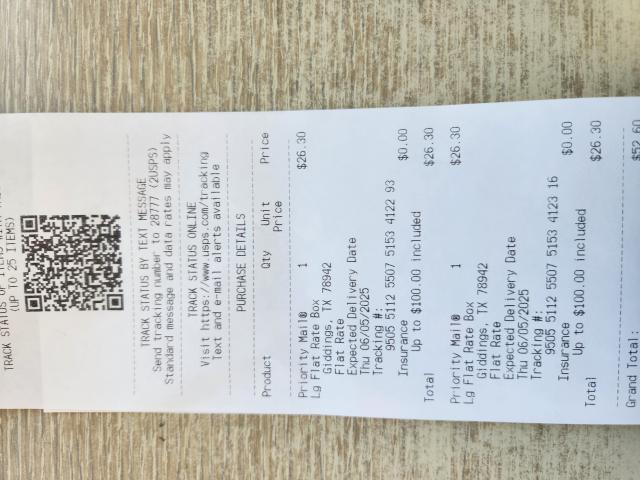 TRACK STATUS OF ITEMS WITH THIS
(UP TO 25 ITEMS)
TRACK STATUS BY TEXT MESSAGE
Send tracking number to 28777 (2USPS)
Standard message and data rates may apply
TRACK STATUS ONLINE
Visit https://www.usps.com/tracking
Text and e-mail alerts available
PURCHASE DETAILS
Product Qty Unit Price
Price
Priority Mail® 1 $26.30
Lg Flat Rate Box
Giddings, TX 78942
Flat Rate
Expected Delivery Date
Thu 06/05/2025
Tracking #:
9505 5112 5507 5153 4122 93
Insurance $0.00
Up to $100.00 included
Total $26.30
Priority Mail® 1 $26.30
Lg Flat Rate Box
Giddings, TX 78942
Flat Rate
Expected Delivery Date
Thu 06/05/2025
Tracking #:
9505 5112 5507 5153 4123 16
Insurance $0.00
Up to $100.00 included
Total $26.30
Grand Total: $52.60